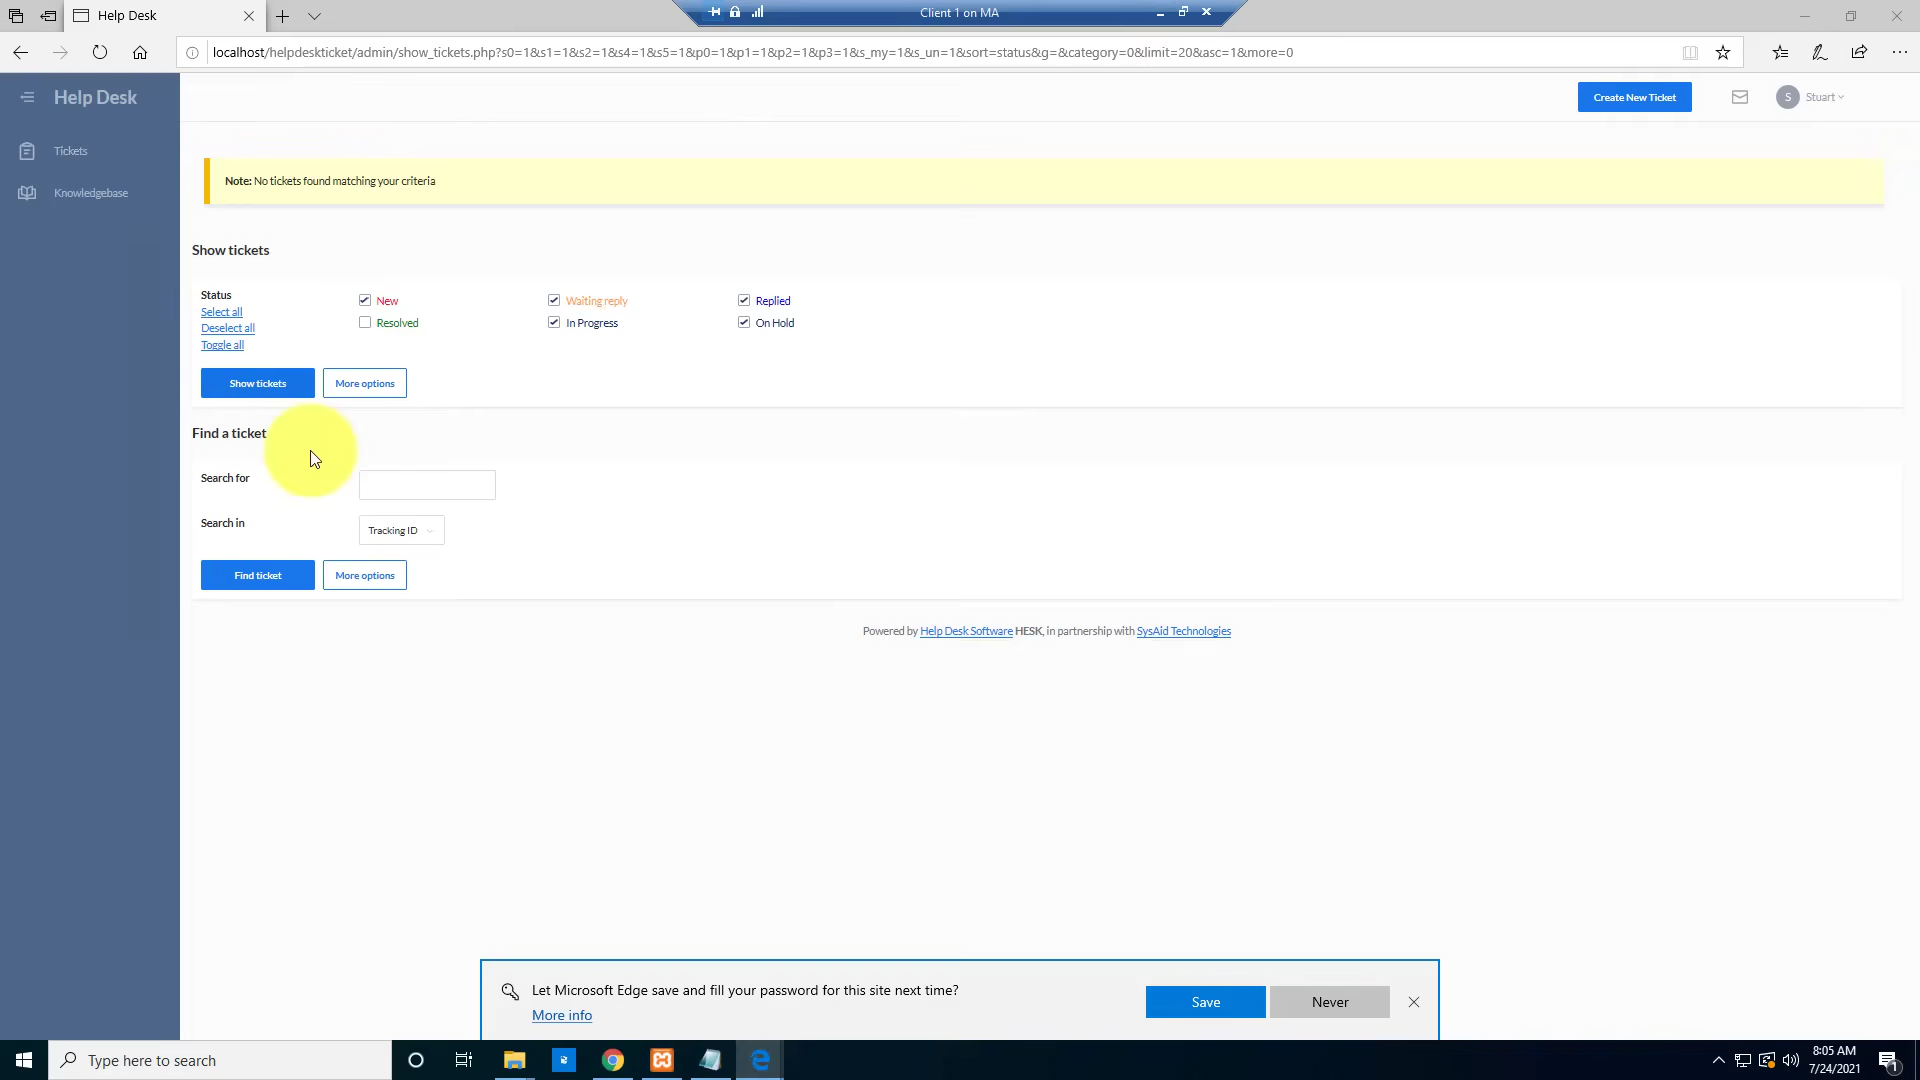 Help Desk
Client 1 on MA
localhost/helpdeskticket/admin/show_tickets.php?s0=1&s1=1&s2=1&s4=1&s5=1&p0=1&p1=1&p2=1&p3=1&s_my=1&s_un=1&sort=status&g=&category=0&limit=20&asc=1&more=0
Help Desk
Create New Ticket
S Stuart
Tickets
Knowledgebase
Note: No tickets found matching your criteria
Show tickets
Status
Select all
Deselect all
Toggle all
New
Waiting reply
Replied
Resolved
In Progress
On Hold
Show tickets
More options
Find a ticket
Search for
Search in
Tracking ID
Find ticket
More options
Powered by Help Desk Software HESK, in partnership with SysAid Technologies
Let Microsoft Edge save and fill your password for this site next time?
More info
Save
Never
Type here to search
8:05 AM
7/24/2021
1